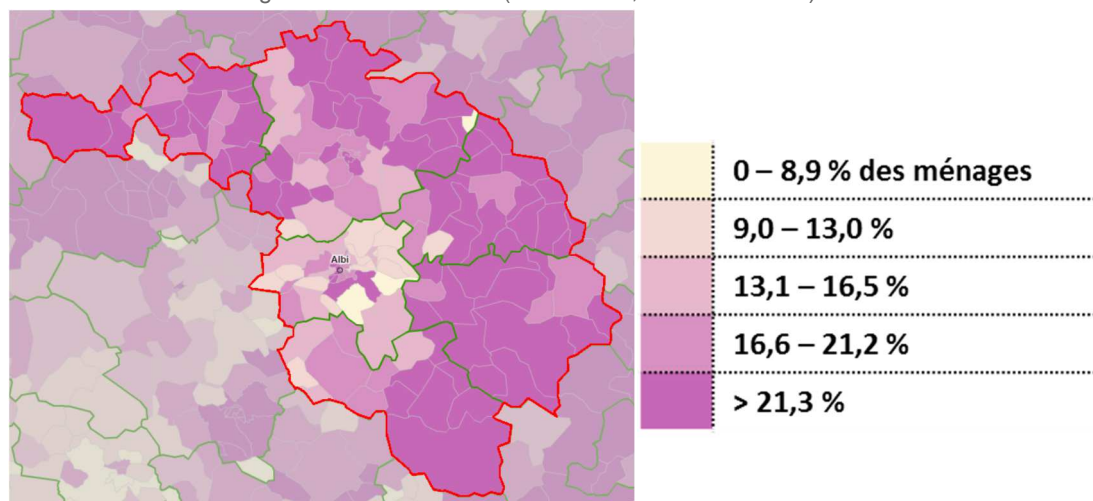 Albi
0 – 8,9 % des ménages
9,0 – 13,0 %
13,1 – 16,5 %
16,6 – 21,2 %
> 21,3 %